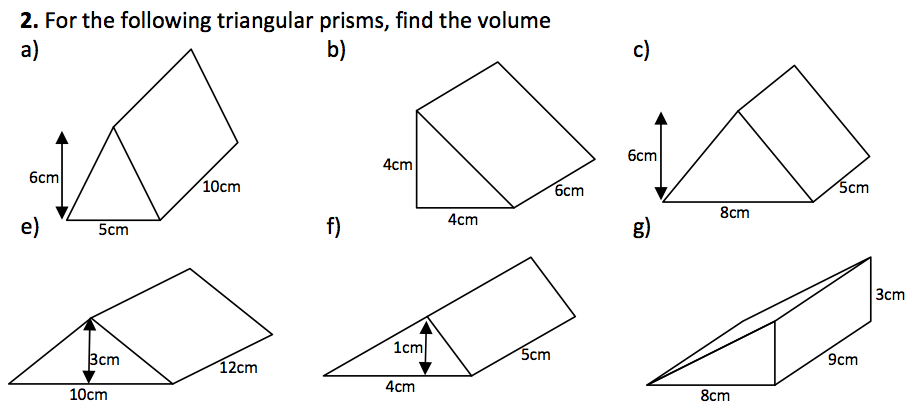 2. For the following triangular prisms, find the volume
a) b) c)
6cm 5cm 10cm
4cm 4cm 6cm
6cm 8cm 5cm
e) f) g)
3cm 10cm 12cm
1cm 4cm 5cm
3cm 8cm 9cm